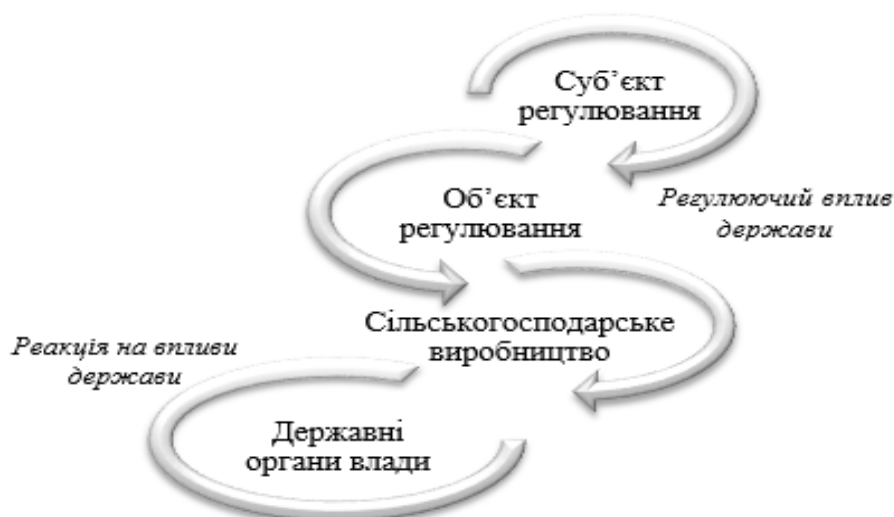 Суб’єкт
регулювання
Регулюючий вплив
держави
Об’єкт
регулювання
Сільськогосподарське
виробництво
Реакція на впливи
держави
Державні
органи влади